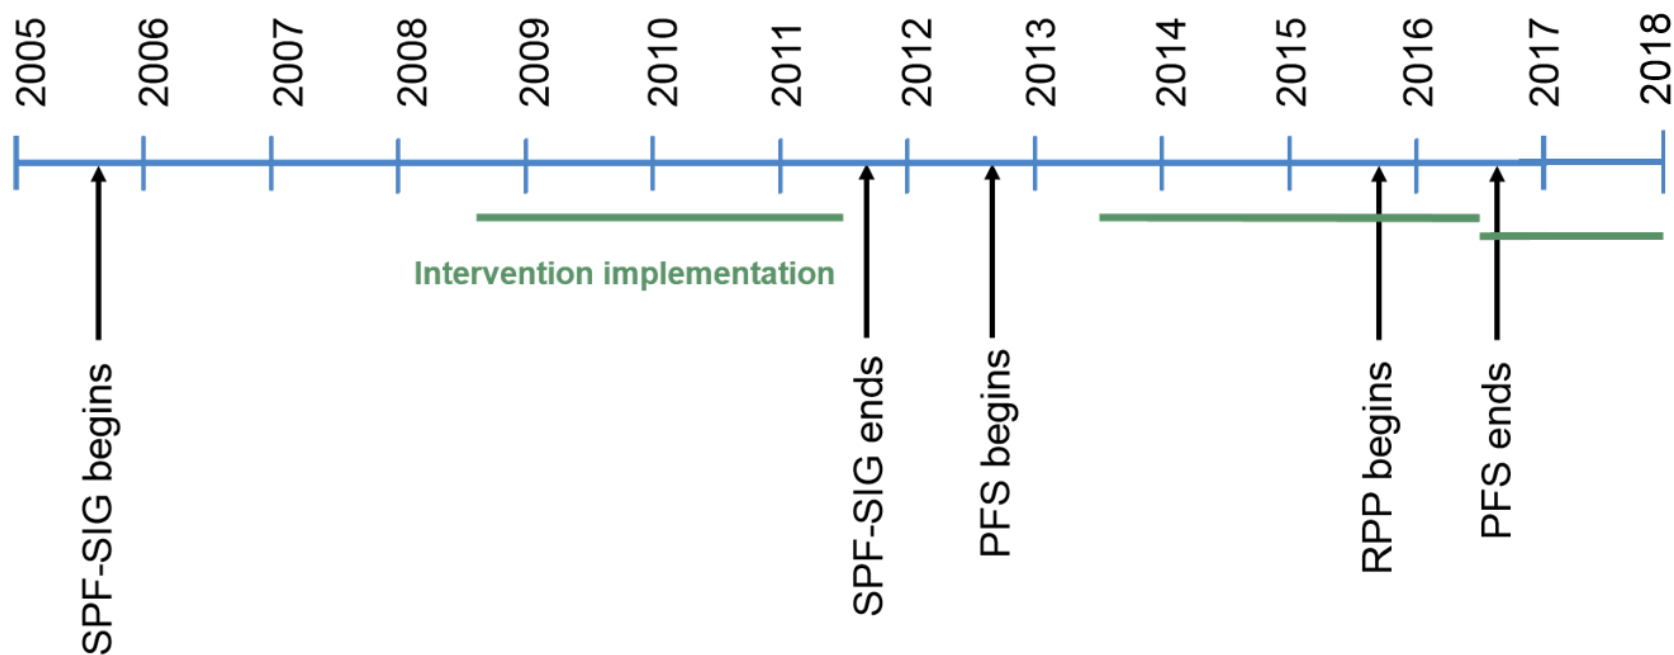 2005
2006
2007
2008
2009
2010
2011
2012
2013
2014
2015
2016
2017
2018
Intervention implementation
SPF-SIG begins
SPF-SIG ends
PFS begins
RPP begins
PFS ends